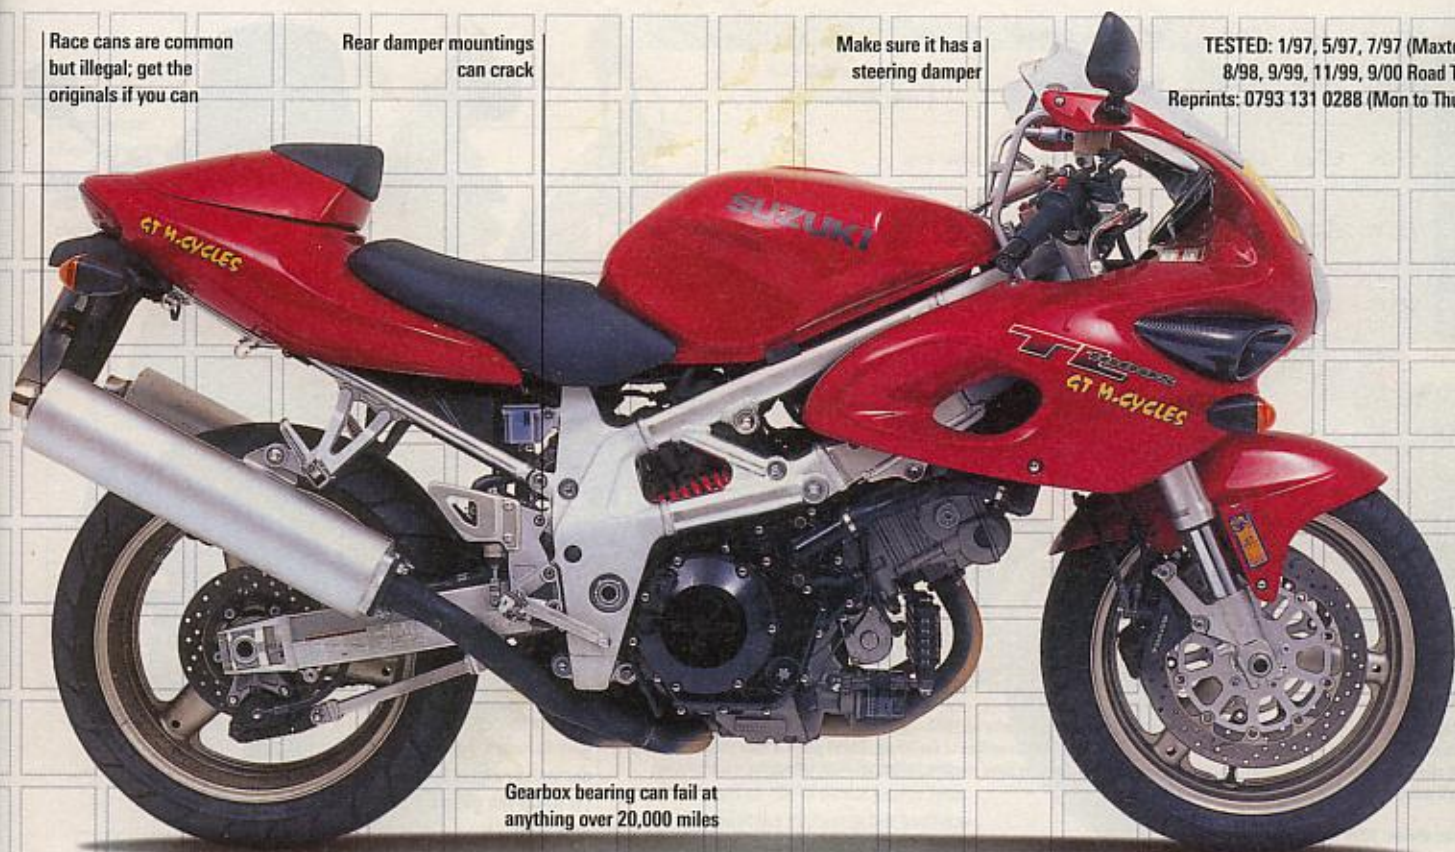 Race cans are common
but illegal; get the
originals if you can
Rear damper mountings
can crack
Make sure it has a
steering damper
TESTED: 1/97, 5/97, 7/97
8/98, 9/99, 11/99, 9/00 Road
Reprints: 0793 131 0288 (Mon to
GT M.CYCLES
SUZUKI
TL
GT M.CYCLES
Gearbox bearing can fail at
anything over 20,000 miles